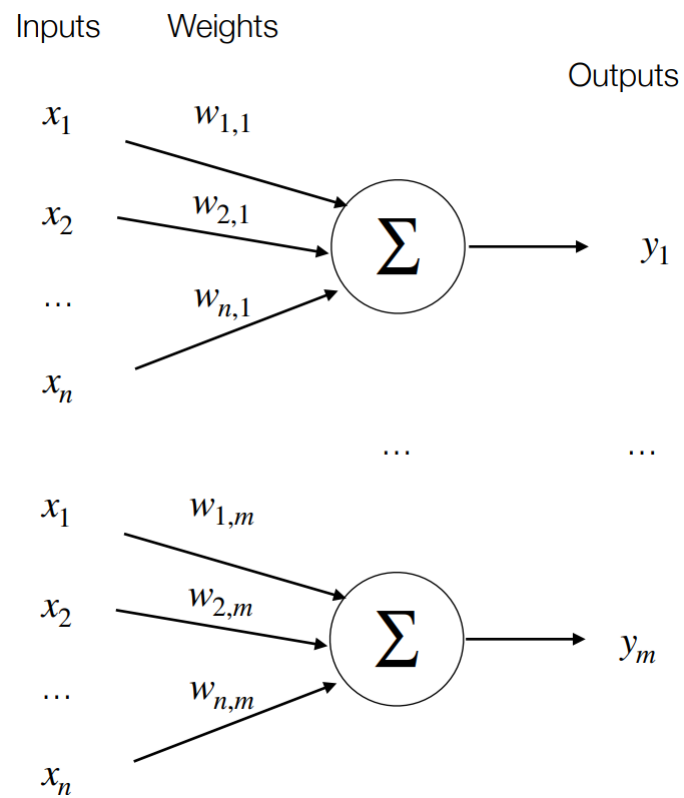 Inputs Weights
Outputs
x₁ w₁,₁
x₂ w₂,₁
Σ y₁
... wₙ,₁
xₙ
... ...
x₁ w₁,ₘ
x₂ w₂,ₘ
Σ yₘ
... wₙ,ₘ
xₙ